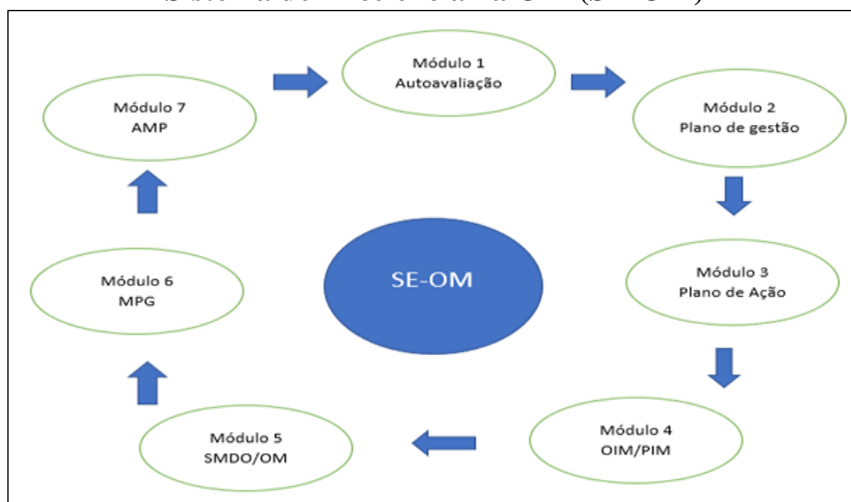 Módulo 1
Autoavaliação
Módulo 2
Plano de gestão
Módulo 3
Plano de Ação
Módulo 4
OIM/PIM
Módulo 5
SMDO/OM
Módulo 6
MPG
Módulo 7
AMP
SE-OM